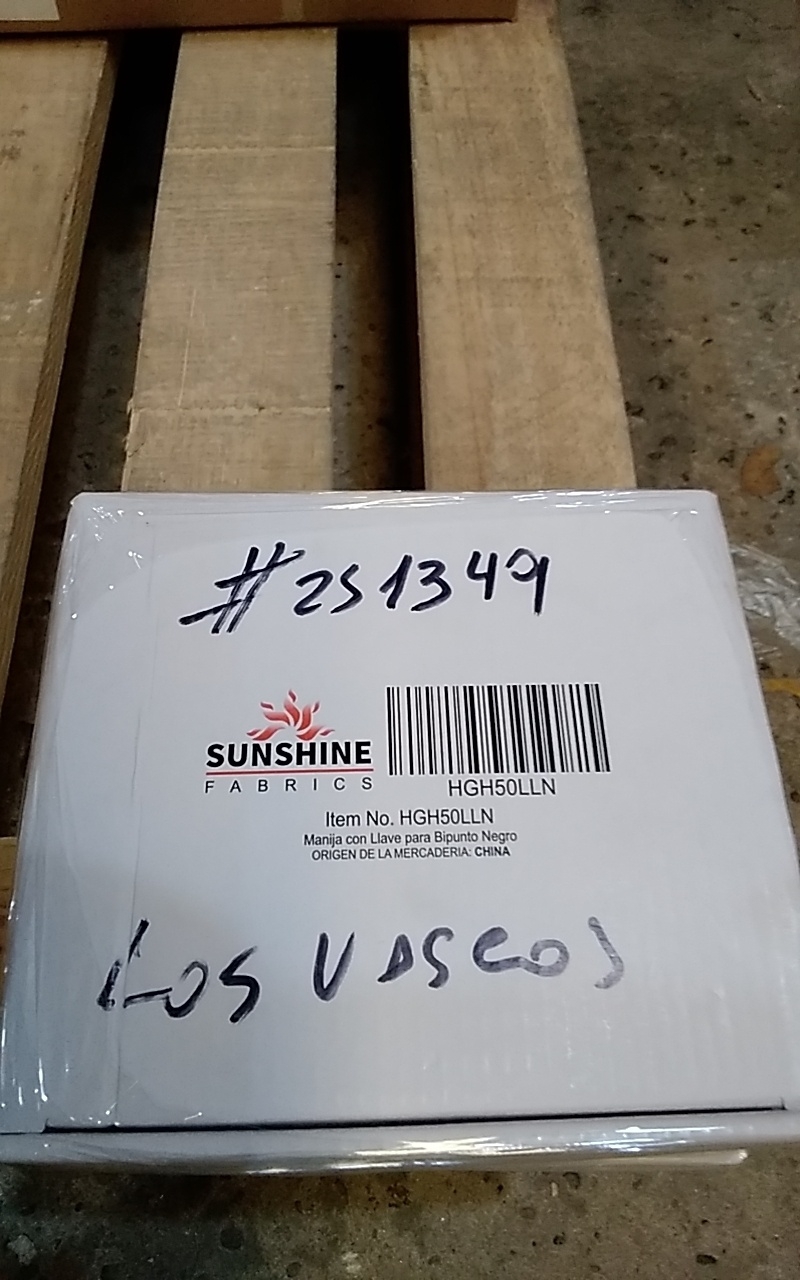 #251349
SUNSHINE
FABRICS
HGH50LLN
Item No. HGH50LLN
Manija con Llave para Bipunto Negro
ORIGEN DE LA MERCADERIA: CHINA
LOS VASCOS